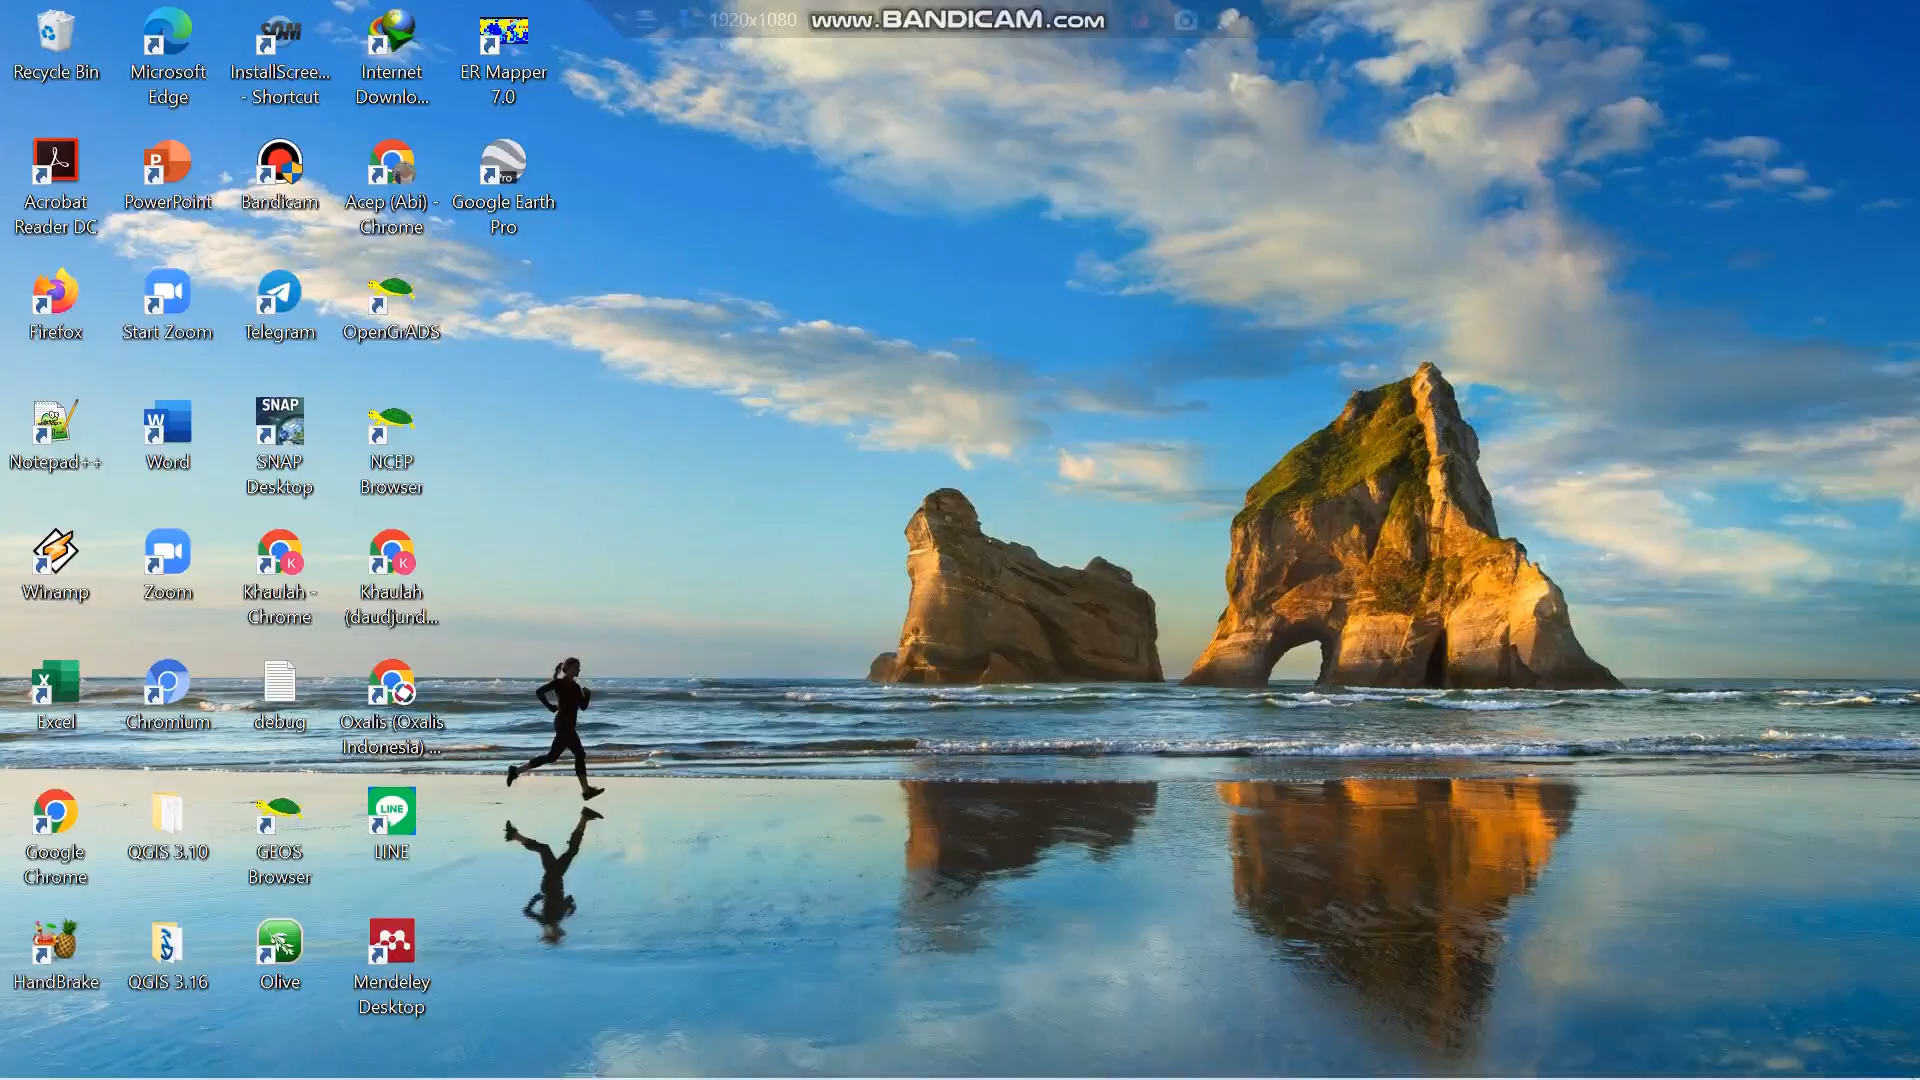 1920x1080 www.BANDICAM.com
Recycle Bin
Microsoft
Edge
InstallScree...
- Shortcut
Internet
Downlo...
ER Mapper
7.0
Acrobat
Reader DC
PowerPoint
Bandicam
Acep (Abi) -
Chrome
Google Earth
Pro
Firefox
Start Zoom
Telegram
OpenGrADS
Notepad++
Word
SNAP
SNAP
Desktop
NCEP
Browser
Winamp
Zoom
Khaulah -
Chrome
Khaulah
(daudjund...
Excel
Chromium
debug
Oxalis (Oxalis
Indonesia) ...
Google
Chrome
QGIS 3.10
GEOS
Browser
LINE
LINE
HandBrake
QGIS 3.16
Olive
Mendeley
Desktop